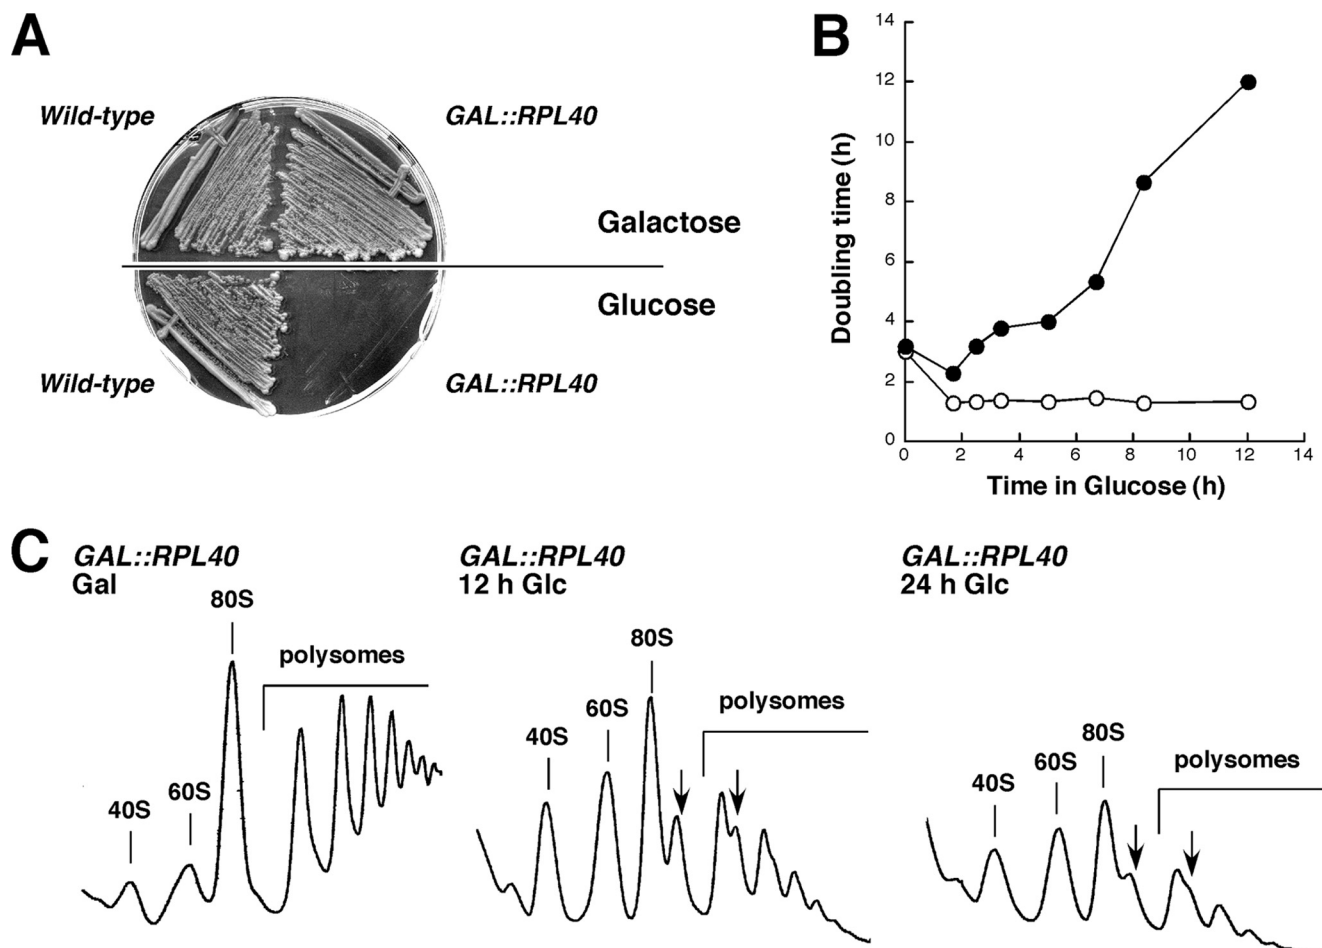 A
Wild-type
GAL::RPL40
Galactose
Glucose
Wild-type
GAL::RPL40
B
14
12
10
8
6
4
2
0
Doubling time (h)
0 2 4 6 8 10 12 14
Time in Glucose (h)
C
GAL::RPL40
Gal
80S
polysomes
60S
40S
GAL::RPL40
12 h Glc
80S
polysomes
60S
40S
GAL::RPL40
24 h Glc
80S
polysomes
60S
40S